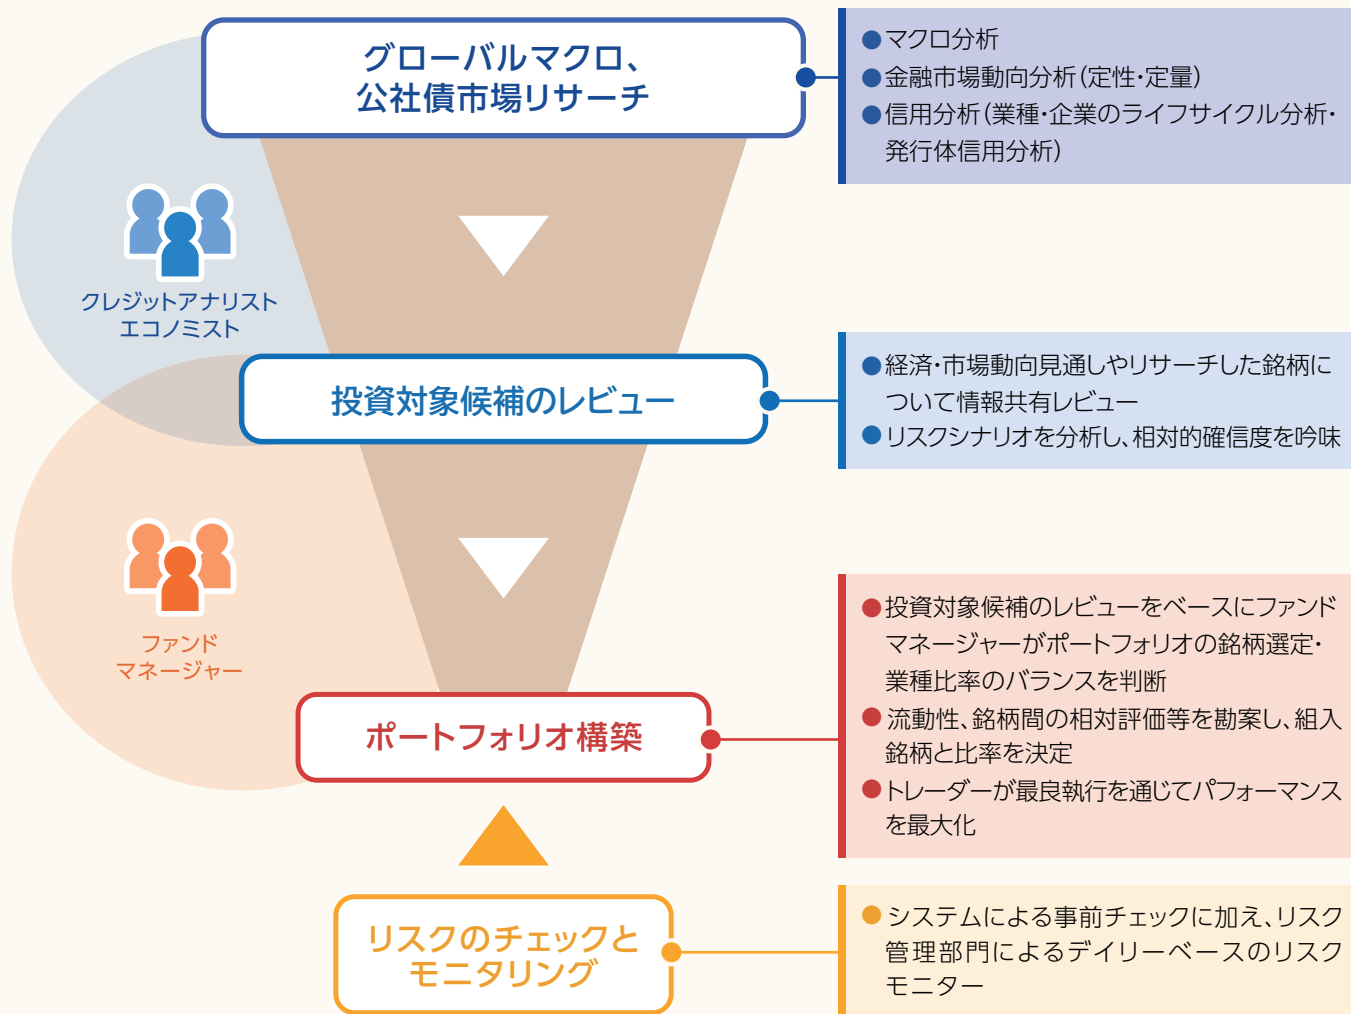 グローバルマクロ、
公社債市場リサーチ
●マクロ分析
●金融市場動向分析(定性・定量)
●信用分析(業種・企業のライフサイクル分析・
発行体信用分析)
クレジットアナリスト
エコノミスト
投資対象候補のレビュー
●経済・市場動向見通しやリサーチした銘柄に
ついて情報共有レビュー
●リスクシナリオを分析し、相対的確信度を吟味
ファンド
マネージャー
ポートフォリオ構築
●投資対象候補のレビューをベースにファンド
マネージャーがポートフォリオの銘柄選定・
業種比率のバランスを判断
●流動性、銘柄間の相対評価等を勘案し、組入
銘柄と比率を決定
●トレーダーが最良執行を通じてパフォーマンス
を最大化
リスクのチェックと
モニタリング
●システムによる事前チェックに加え、リスク
管理部門によるデイリーベースのリスク
モニター